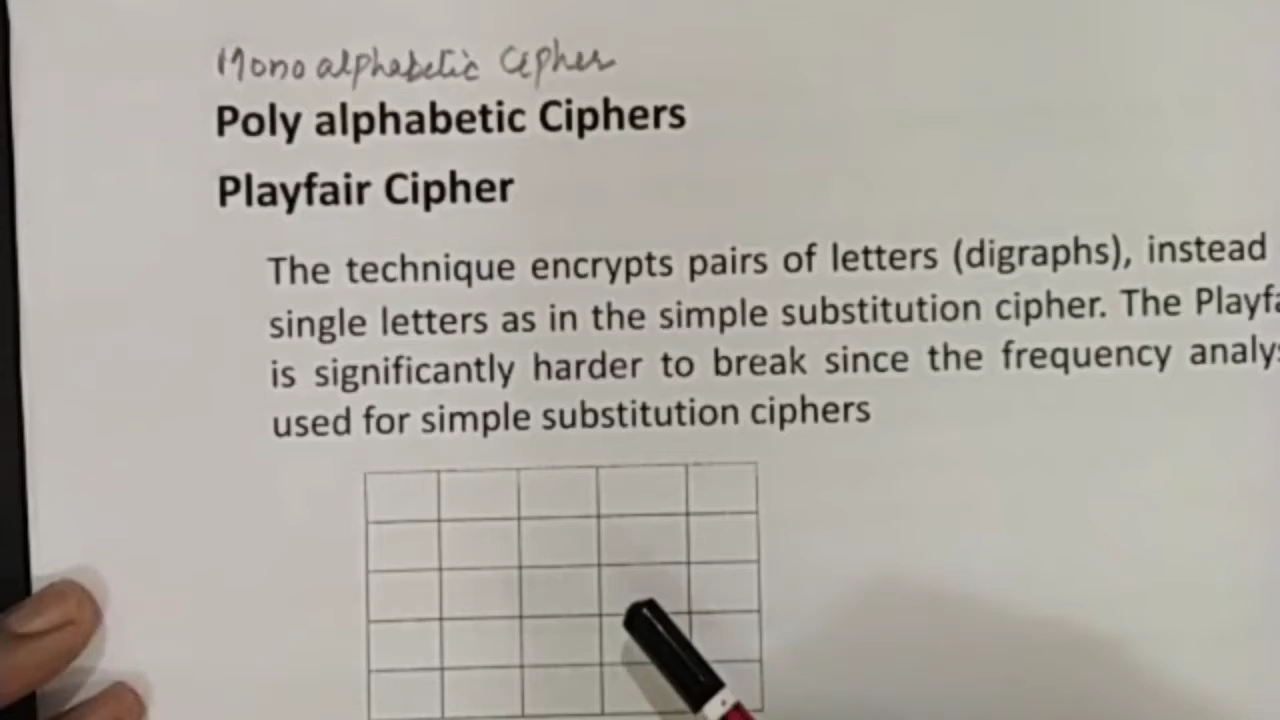 Mono alphabetic Cipher
Poly alphabetic Ciphers
Playfair Cipher
The technique encrypts pairs of letters (digraphs), instead
single letters as in the simple substitution cipher. The Playfa
is significantly harder to break since the frequency analys
used for simple substitution ciphers